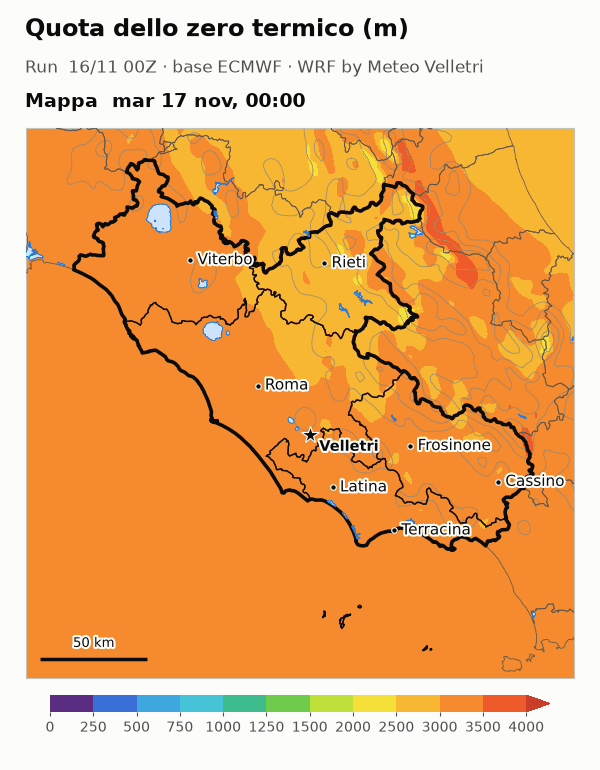 Quota dello zero termico (m)
Run  16/11 00Z · base ECMWF · WRF by Meteo Velletri
Mappa  mar 17 nov, 00:00
Viterbo
Rieti
Roma
Velletri
Frosinone
Latina
Cassino
Terracina
50 km
0 250 500 750 1000 1250 1500 2000 2500 3000 3500 4000